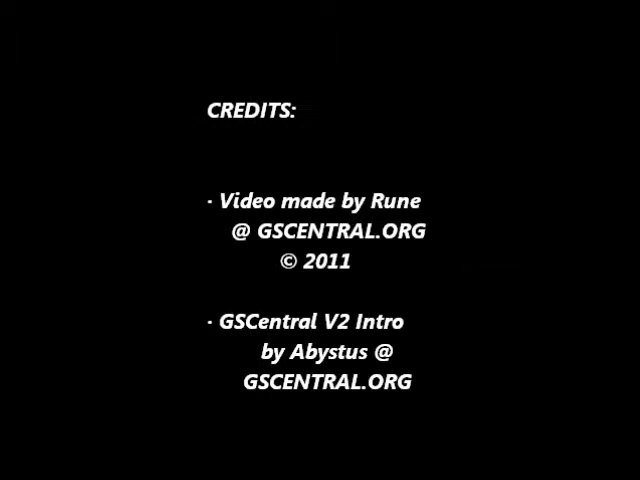 CREDITS:
· Video made by Rune
@ GSCENTRAL.ORG
© 2011
· GSCentral V2 Intro
by Abystus @
GSCENTRAL.ORG